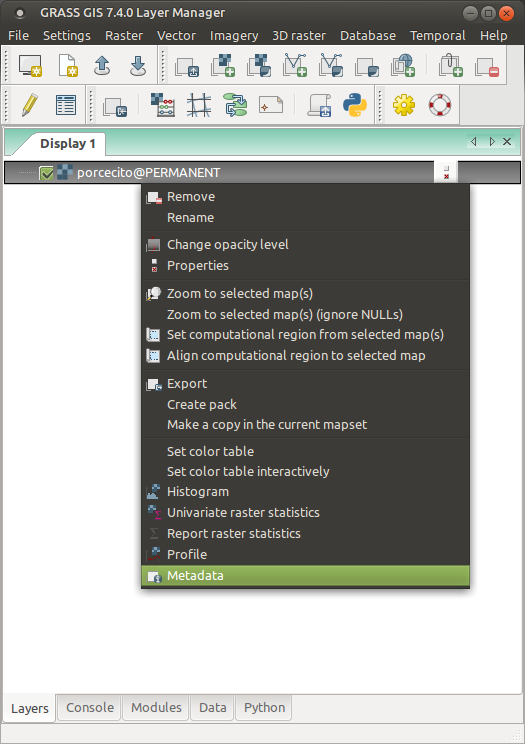 GRASS GIS 7.4.0 Layer Manager
File Settings Raster Vector Imagery 3D raster Database Temporal Help
Display 1
porcecito@PERMANENT
Remove
Rename
Change opacity level
Properties
Zoom to selected map(s)
Zoom to selected map(s) (ignore NULLs)
Set computational region from selected map(s)
Align computational region to selected map
Export
Create pack
Make a copy in the current mapset
Set color table
Set color table interactively
Histogram
Univariate raster statistics
Report raster statistics
Profile
Metadata
Layers Console Modules Data Python